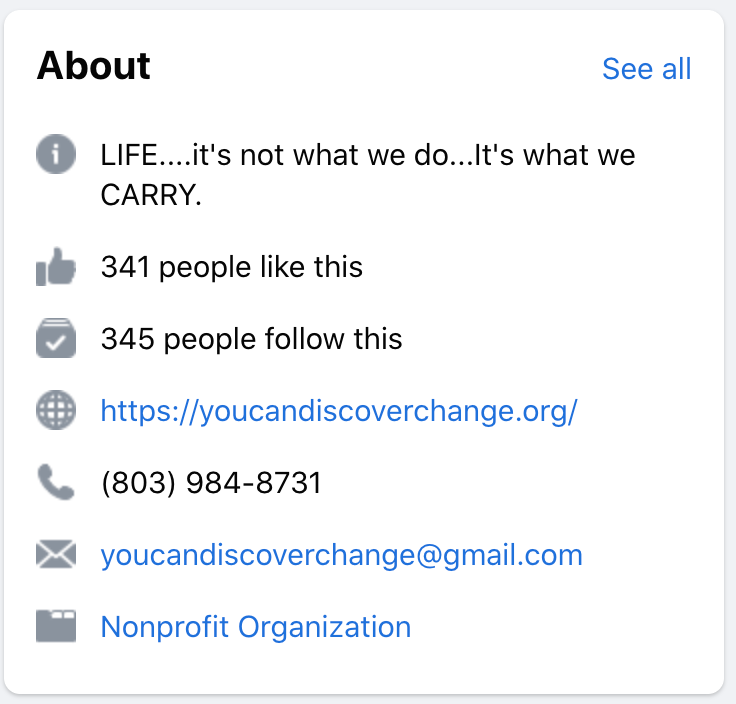 About
See all
LIFE....it's not what we do...It's what we
CARRY.
341 people like this
345 people follow this
https://youcandiscoverchange.org/
(803) 984-8731
youcandiscoverchange@gmail.com
Nonprofit Organization